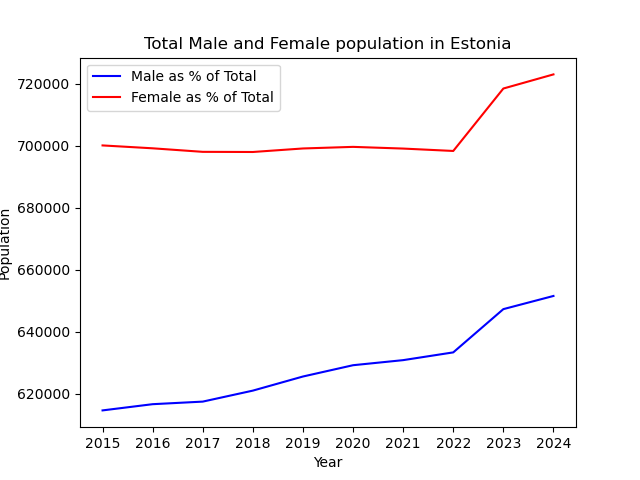 Total Male and Female population in Estonia
Male as % of Total
Female as % of Total
720000
700000
680000
660000
640000
620000
Population
2015 2016 2017 2018 2019 2020 2021 2022 2023 2024
Year